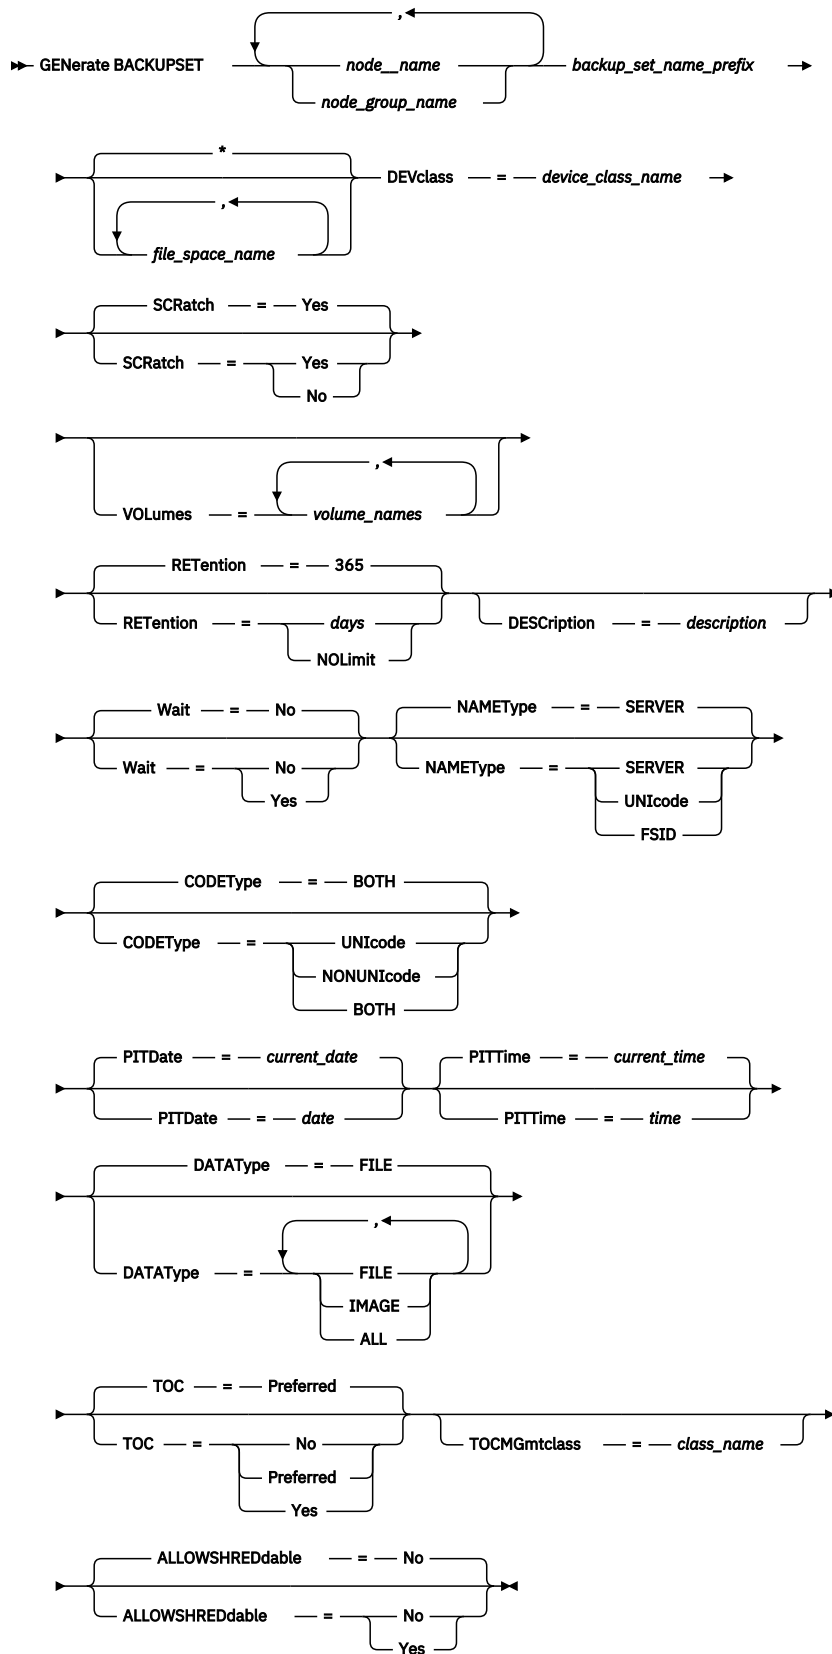 ,
GENerate BACKUPSET node__name backup_set_name_prefix
node_group_name
*
DEVclass = device_class_name
,
file_space_name
SCRatch = Yes
SCRatch = Yes
No
,
VOLumes = volume_names
RETention = 365
RETention = days DESCription = description
NOLimit
Wait = No NAMEType = SERVER
Wait = No NAMEType = SERVER
Yes UNIcode
FSID
CODEType = BOTH
CODEType = UNIcode
NONUNIcode
BOTH
PITDate = current_date PITTime = current_time
PITDate = date PITTime = time
DATAType = FILE
,
DATAType = FILE
IMAGE
ALL
TOC = Preferred
TOC = No TOCMGmtclass = class_name
Preferred
Yes
ALLOWSHREDdable = No
ALLOWSHREDdable = No
Yes